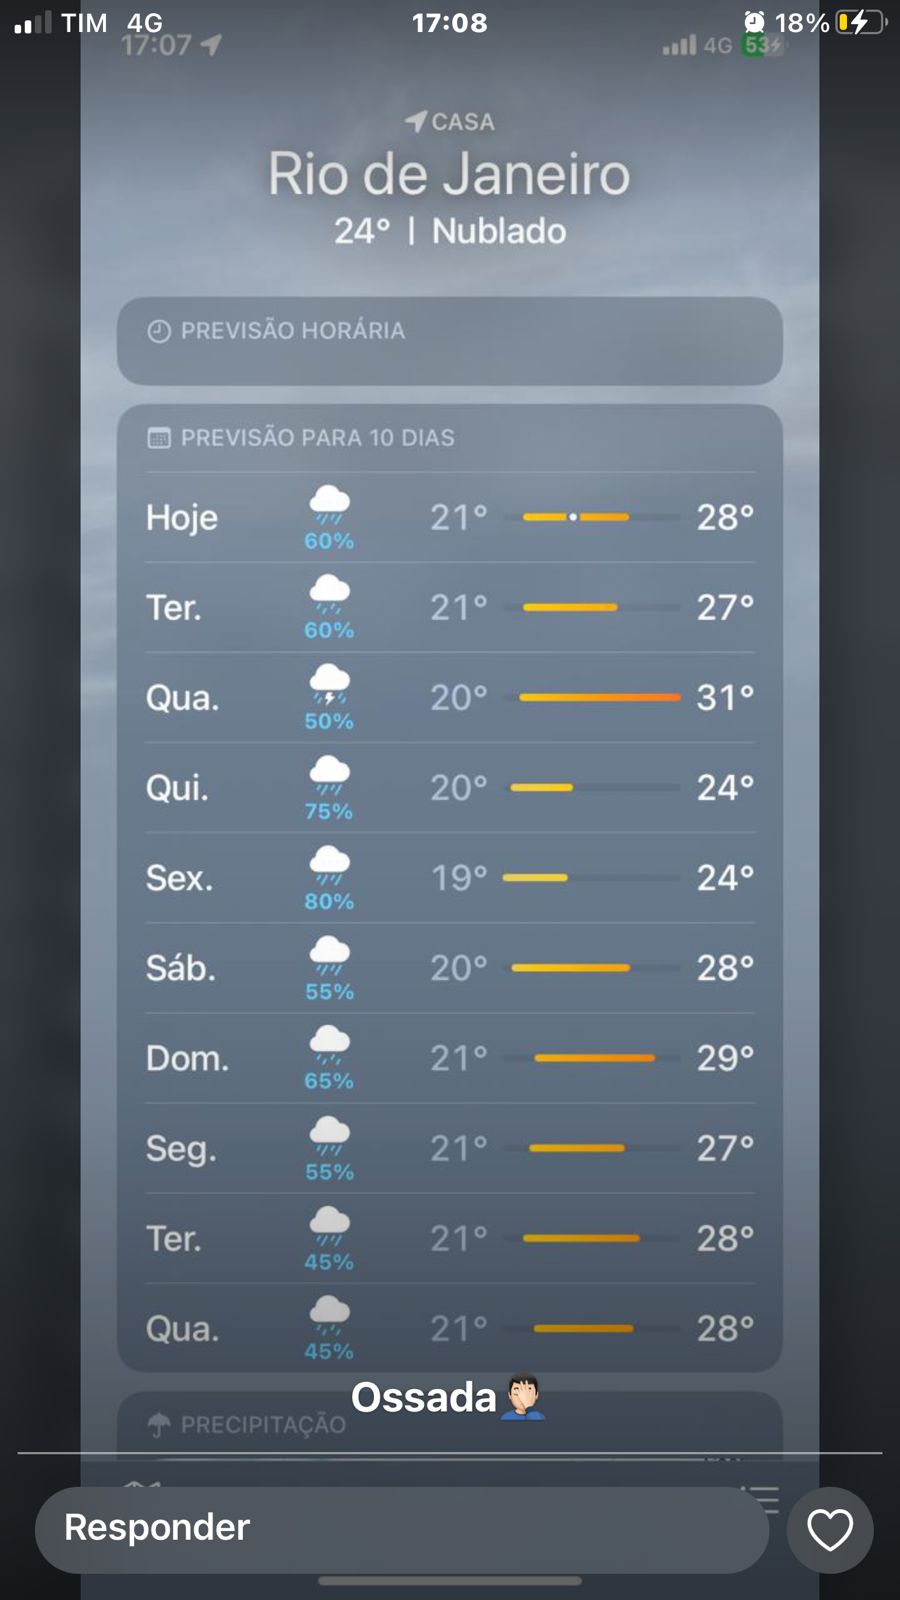 TIM 4G 17:08 18%
17:07 4G 53
CASA
Rio de Janeiro
24° | Nublado
PREVISÃO HORÁRIA
PREVISÃO PARA 10 DIAS
Hoje 60% 21° 28°
Ter. 60% 21° 27°
Qua. 50% 20° 31°
Qui. 75% 20° 24°
Sex. 80% 19° 24°
Sáb. 55% 20° 28°
Dom. 65% 21° 29°
Seg. 55% 21° 27°
Ter. 45% 21° 28°
Qua. 45% 21° 28°
Ossada🤦🏻‍♂️
PRECIPITAÇÃO
Responder